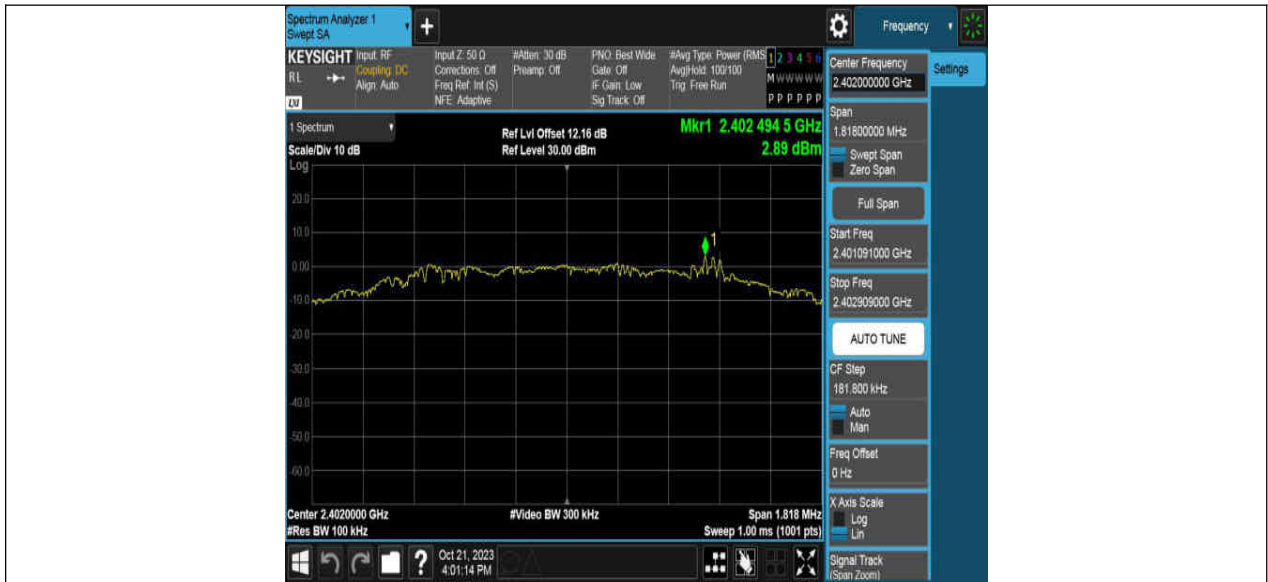 Spectrum Analyzer 1
Swept SA
+
Frequency
KEYSIGHT
RL
LXI
Input: RF
Coupling: DC
Align: Auto
Input Z: 50 Ω
Corrections: Off
Freq Ref: Int (S)
NFE: Adaptive
#Atten: 30 dB
Preamp: Off
PNO: Best Wide
Gate: Off
IF Gain: Low
Sig Track: Off
#Avg Type: Power (RMS
Avg|Hold: 100/100
Trig: Free Run
1 2 3 4 5 6
M W W W W W
P P P P P P
Center Frequency
2.402000000 GHz
Settings
Span
1.81800000 MHz
Swept Span
Zero Span
Full Span
Start Freq
2.401091000 GHz
Stop Freq
2.402909000 GHz
AUTO TUNE
CF Step
181.800 kHz
Auto
Man
Freq Offset
0 Hz
X Axis Scale
Log
Lin
Signal Track
(Span Zoom)
1 Spectrum
Scale/Div 10 dB
Log
Ref Lvl Offset 12.16 dB
Ref Level 30.00 dBm
Mkr1 2.402 494 5 GHz
2.89 dBm
20.0
10.0
1
0.00
-10.0
-20.0
-30.0
-40.0
-50.0
-60.0
Center 2.4020000 GHz
#Video BW 300 kHz
Span 1.818 MHz
#Res BW 100 kHz
Sweep 1.00 ms (1001 pts)
?
Oct 21, 2023
4:01:14 PM